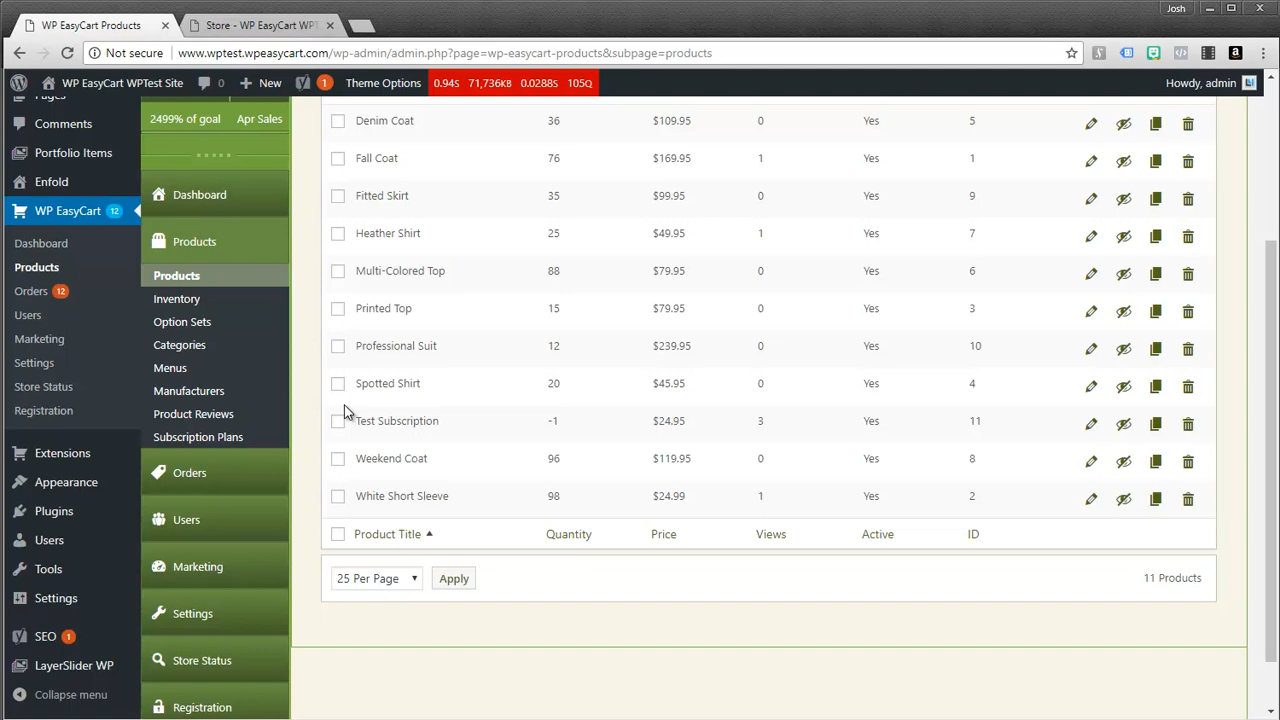 Josh
WP EasyCart Products
Store - WP EasyCart WPT
Not secure
www.wptest.wpeasycart.com/wp-admin/admin.php?page=wp-easycart-products&subpage=products
WP EasyCart WPTest Site
0
New
1
Theme Options
0.94S 71,736KB 0.0288S 105Q
Howdy, admin
Pages
Comments
Portfolio Items
Enfold
WP EasyCart 12
Dashboard
Products
Orders 12
Users
Marketing
Settings
Store Status
Registration
Extensions
Appearance
Plugins
Users
Tools
Settings
SEO 1
LayerSlider WP
Collapse menu
2499% of goal Apr Sales
Dashboard
Products
Products
Inventory
Option Sets
Categories
Menus
Manufacturers
Product Reviews
Subscription Plans
Orders
Users
Marketing
Settings
Store Status
Registration
Denim Coat 36 $109.95 0 Yes 5
Fall Coat 76 $169.95 1 Yes 1
Fitted Skirt 35 $99.95 0 Yes 9
Heather Shirt 25 $49.95 1 Yes 7
Multi-Colored Top 88 $79.95 0 Yes 6
Printed Top 15 $79.95 0 Yes 3
Professional Suit 12 $239.95 0 Yes 10
Spotted Shirt 20 $45.95 0 Yes 4
Test Subscription -1 $24.95 3 Yes 11
Weekend Coat 96 $119.95 0 Yes 8
White Short Sleeve 98 $24.99 1 Yes 2
Product Title Quantity Price Views Active ID
25 Per Page Apply 11 Products